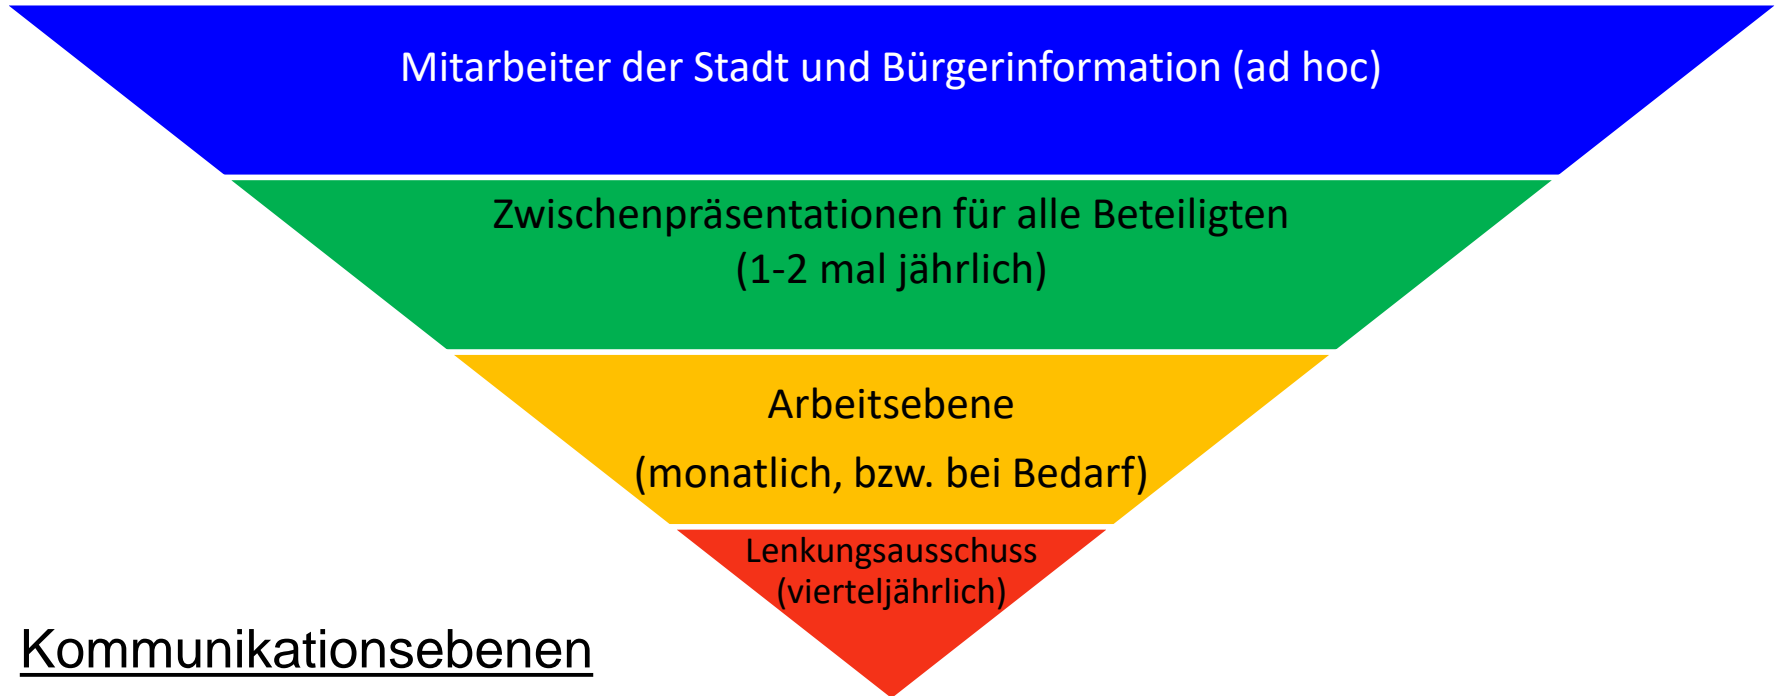 Mitarbeiter der Stadt und Bürgerinformation (ad hoc)
Zwischenpräsentationen für alle Beteiligten
(1-2 mal jährlich)
Arbeitsebene
(monatlich, bzw. bei Bedarf)
Lenkungsausschuss
(vierteljährlich)
Kommunikationsebenen